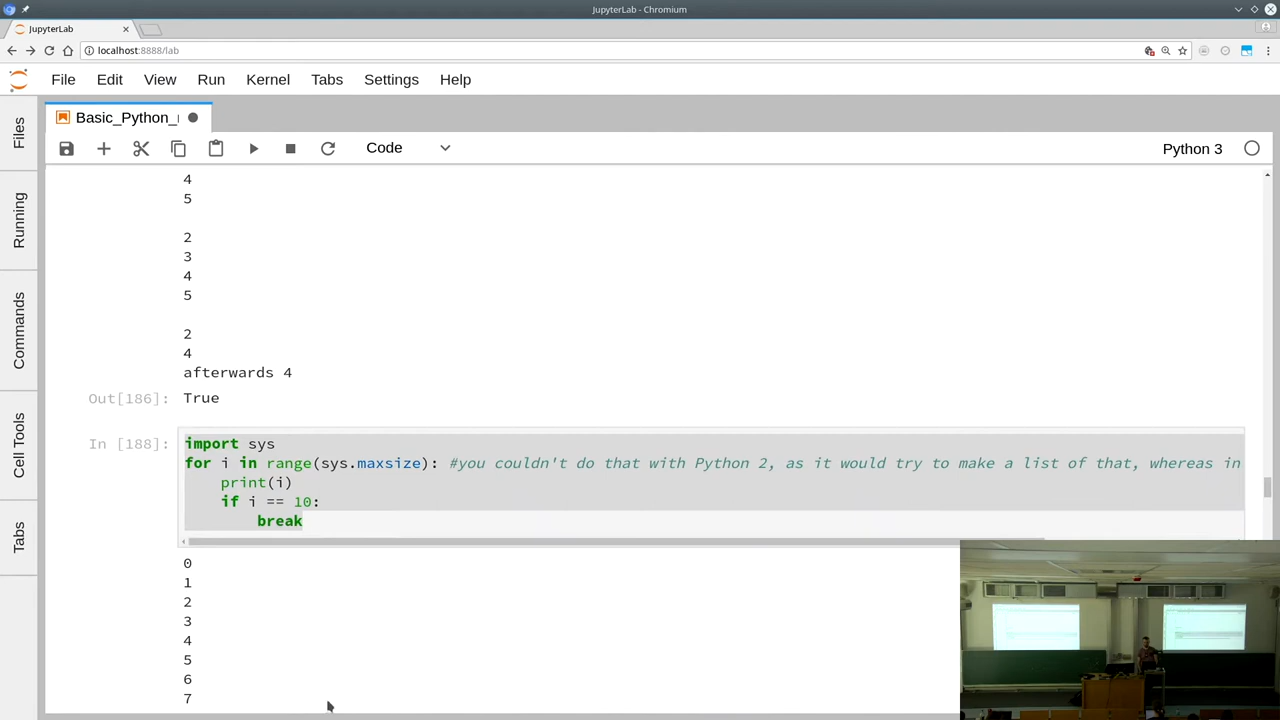 JupyterLab - Chromium
JupyterLab
localhost:8888/lab
File Edit View Run Kernel Tabs Settings Help
Basic_Python_
Code
Python 3
Files
Running
Commands
Cell Tools
Tabs
4
5
2
3
4
5
2
4
afterwards 4
Out[186]: True
In [188]: import sys
for i in range(sys.maxsize): #you couldn't do that with Python 2, as it would try to make a list of that, whereas in
print(i)
if i == 10:
break
0
1
2
3
4
5
6
7